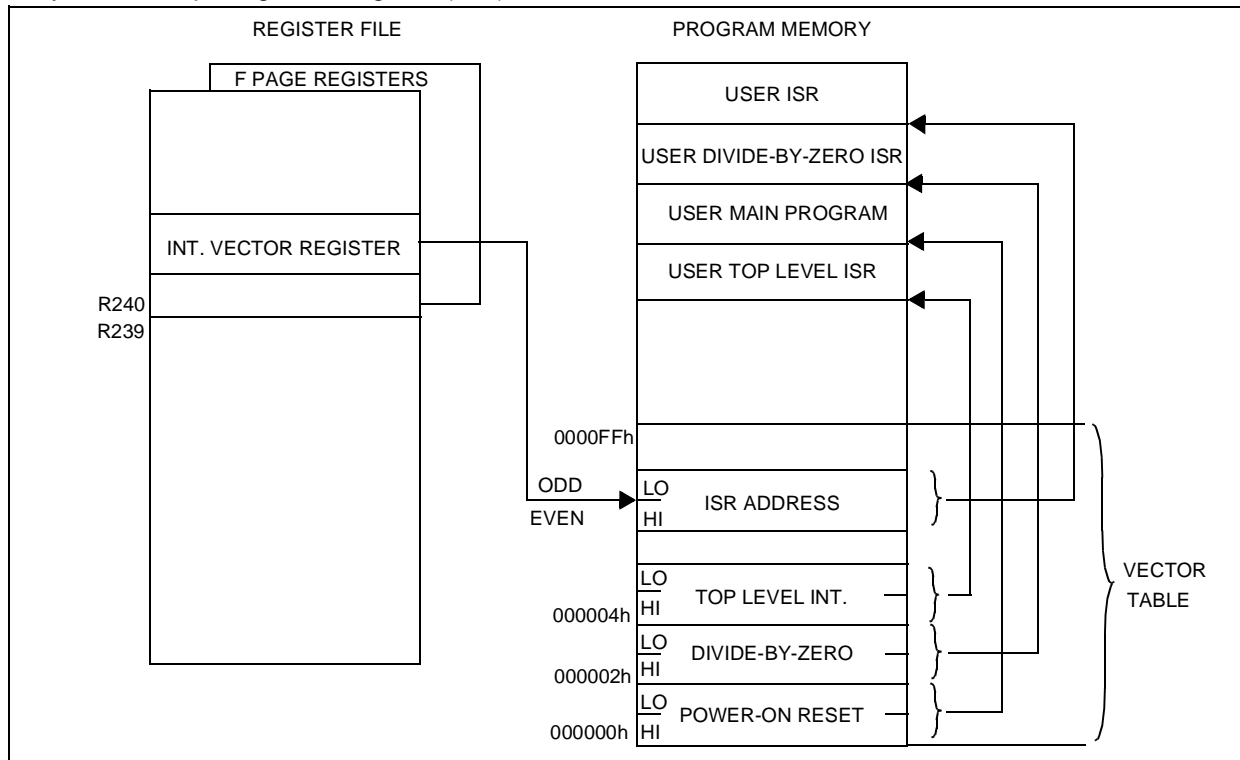 REGISTER FILE
PROGRAM MEMORY
F PAGE REGISTERS
INT. VECTOR REGISTER
R240
R239
USER ISR
USER DIVIDE-BY-ZERO ISR
USER MAIN PROGRAM
USER TOP LEVEL ISR
0000FFh
ODD
EVEN
LO
HI
ISR ADDRESS
LO
HI
TOP LEVEL INT.
000004h
LO
HI
DIVIDE-BY-ZERO
000002h
LO
HI
POWER-ON RESET
000000h
VECTOR
TABLE